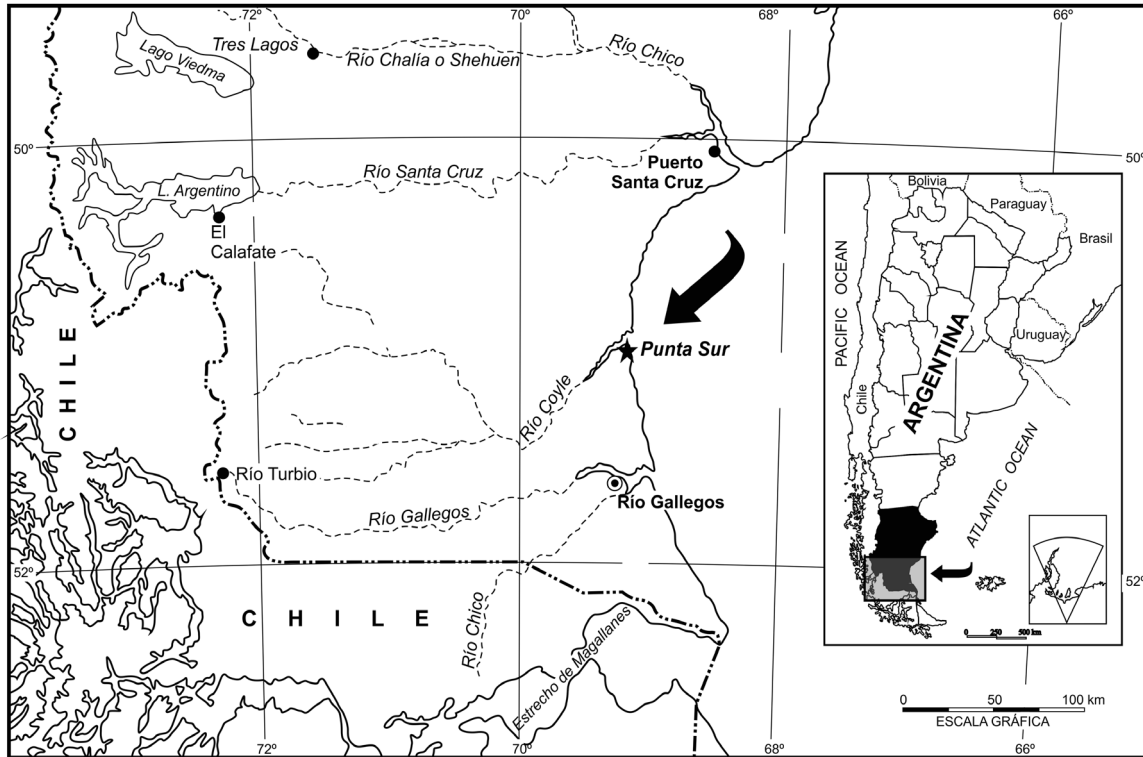 72º
70º
68º
66º
Tres Lagos
Lago Viedma
Río Chalía o Shehuen
Río Chico
50º
50º
Puerto
Santa Cruz
Río Santa Cruz
L. Argentino
El
Calafate
CHILE
Punta Sur
Río Coyle
Río Turbio
Río Gallegos
Río Gallegos
52º
52º
CHILE
Río Chico
Estrecho de Magallanes
72º
70º
68º
66º
Bolivia
Paraguay
Brasil
PACIFIC OCEAN
Uruguay
ARGENTINA
Chile
ATLANTIC OCEAN
0 250 500 km
0 50 100 km
ESCALA GRÁFICA